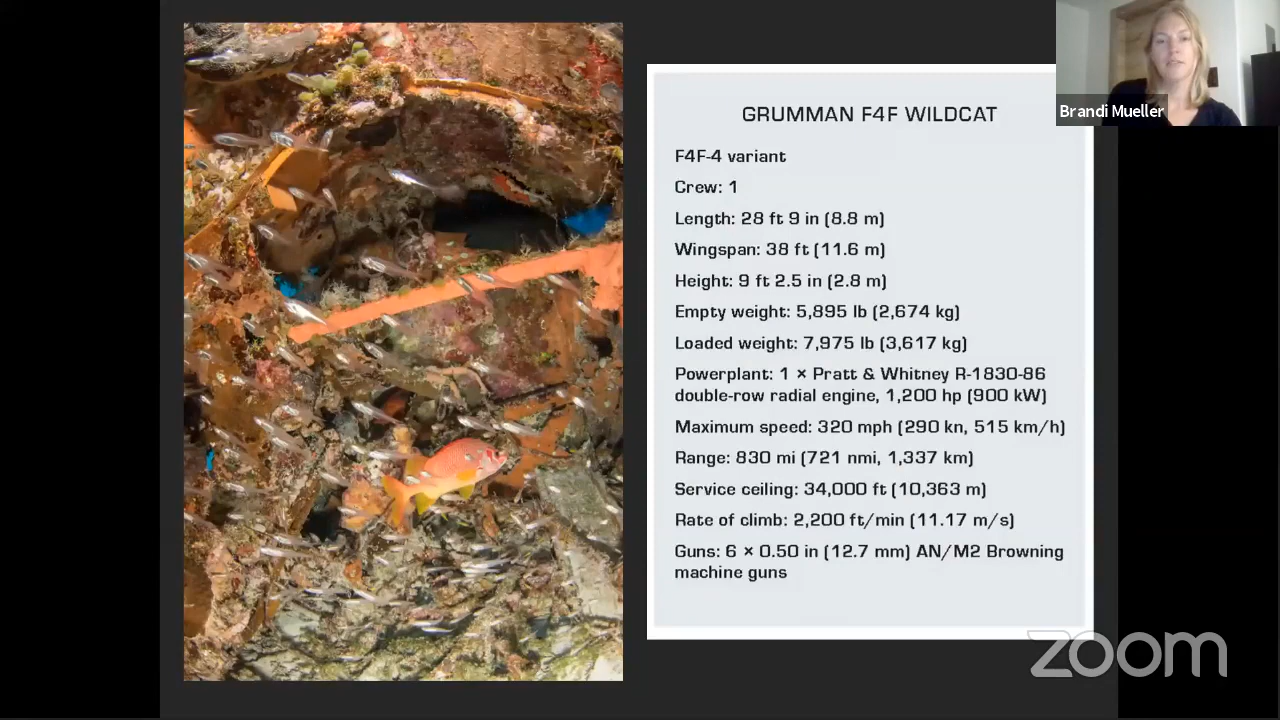 Brandi Mueller
GRUMMAN F4F WILDCAT
F4F-4 variant
Crew: 1
Length: 28 ft 9 in (8.8 m)
Wingspan: 38 ft (11.6 m)
Height: 9 ft 2.5 in (2.8 m)
Empty weight: 5,895 lb (2,674 kg)
Loaded weight: 7,975 lb (3,617 kg)
Powerplant: 1 × Pratt & Whitney R-1830-86
double-row radial engine, 1,200 hp (900 kW)
Maximum speed: 320 mph (290 kn, 515 km/h)
Range: 830 mi (721 nmi, 1,337 km)
Service ceiling: 34,000 ft (10,363 m)
Rate of climb: 2,200 ft/min (11.17 m/s)
Guns: 6 × 0.50 in (12.7 mm) AN/M2 Browning
machine guns
zoom